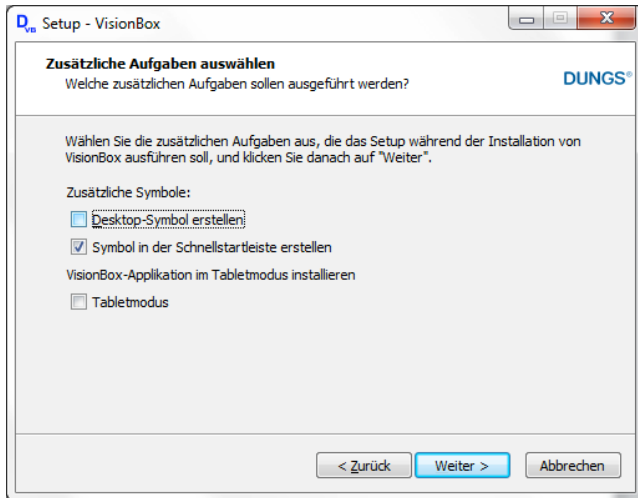 DVB Setup - VisionBox
Zusätzliche Aufgaben auswählen
Welche zusätzlichen Aufgaben sollen ausgeführt werden?
DUNGS®
Wählen Sie die zusätzlichen Aufgaben aus, die das Setup während der Installation von
VisionBox ausführen soll, und klicken Sie danach auf "Weiter".
Zusätzliche Symbole:
Desktop-Symbol erstellen
Symbol in der Schnellstartleiste erstellen
VisionBox-Applikation im Tabletmodus installieren
Tabletmodus
< Zurück
Weiter >
Abbrechen